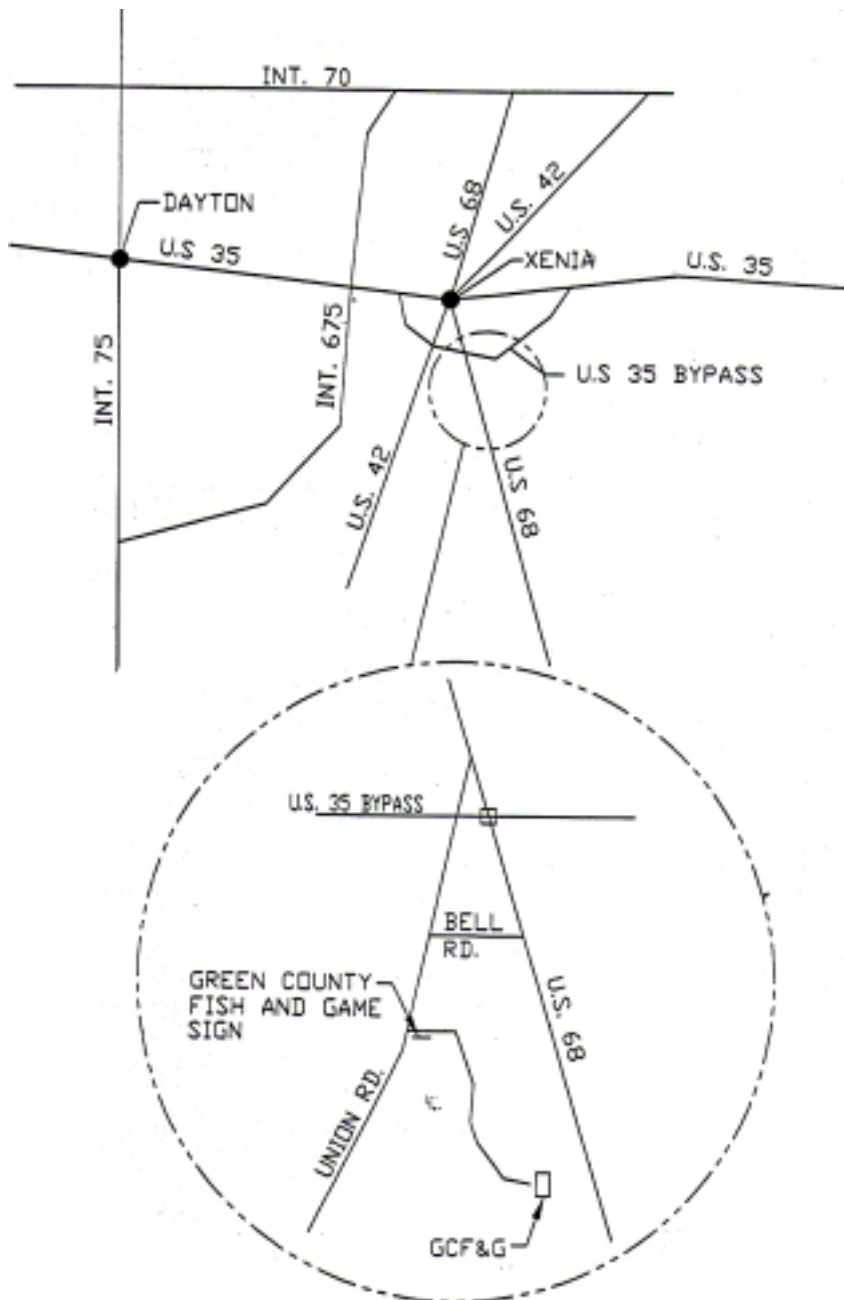 INT. 70
DAYTON
U.S 35
U.S 68
U.S. 42
XENIA
U.S. 35
INT. 75
INT. 675
U.S 35 BYPASS
U.S. 42
U.S 68
U.S. 35 BYPASS
BELL
RD.
GREEN COUNTY
FISH AND GAME
SIGN
U.S. 68
UNION RD.
GCF&G